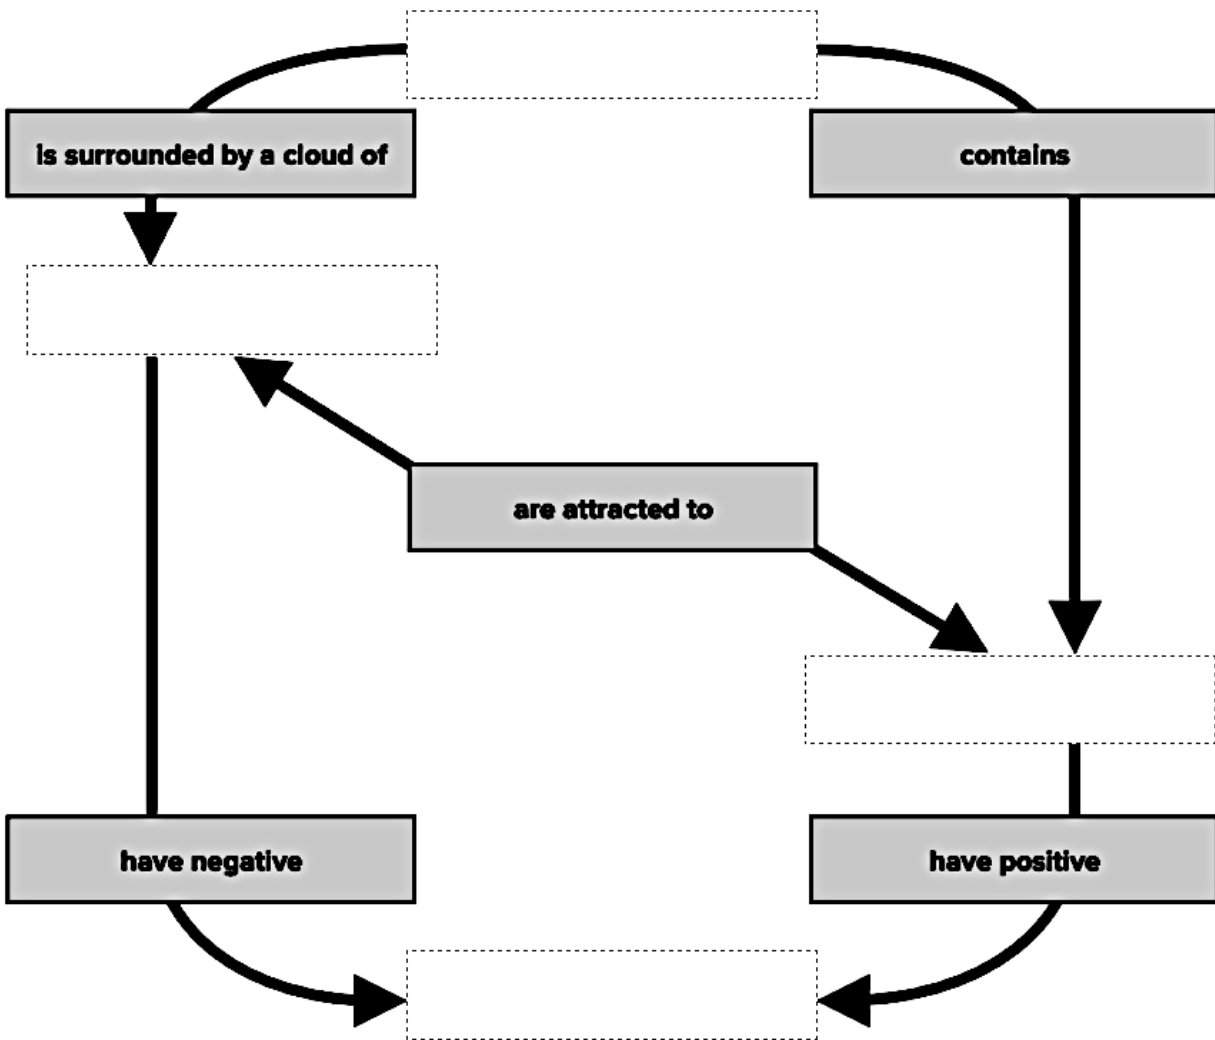 is surrounded by a cloud of
contains
are attracted to
have negative
have positive